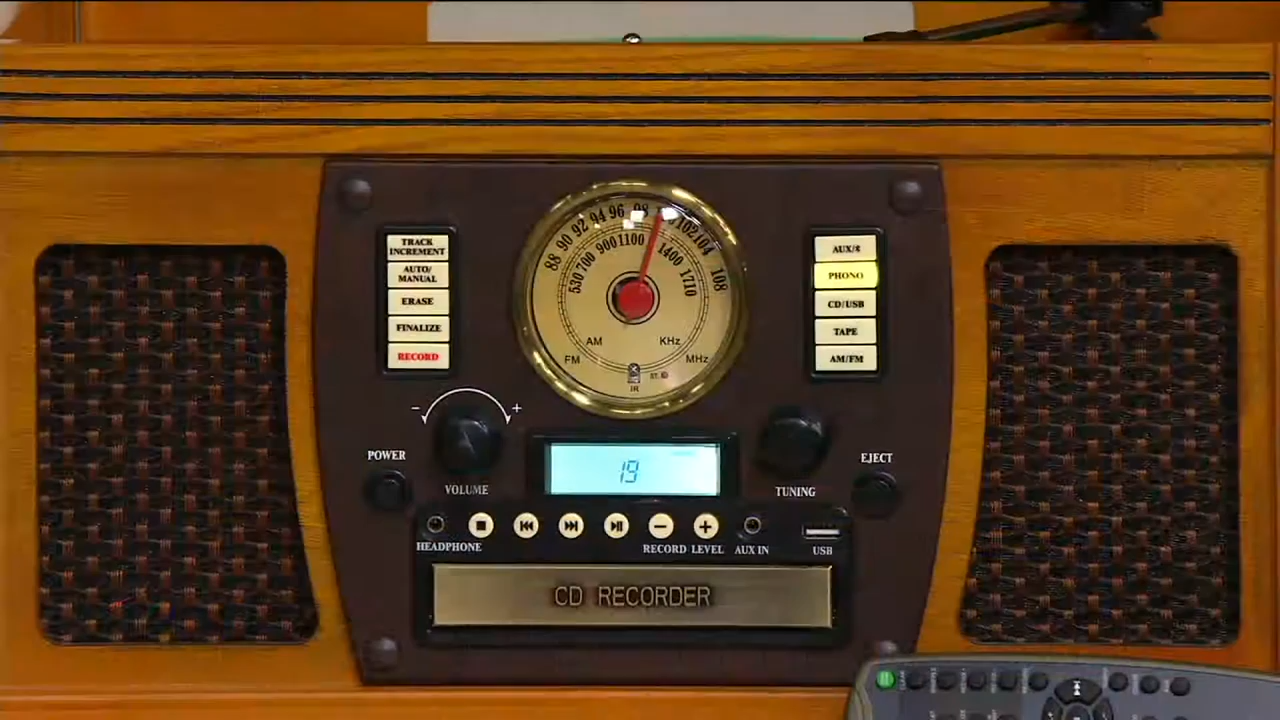 TRACK
INCREMENT
AUTO/
MANUAL
ERASE
FINALIZE
RECORD
88 90 92 94 96 98 102 104 108
530 700 900 1100 1400 1710
AM KHz
FM MHz
ST.
IR
AUX/
PHONO
CD/USB
TAPE
AM/FM
− +
POWER
VOLUME
19
TUNING
EJECT
HEADPHONE
RECORD LEVEL
AUX IN
USB
CD RECORDER